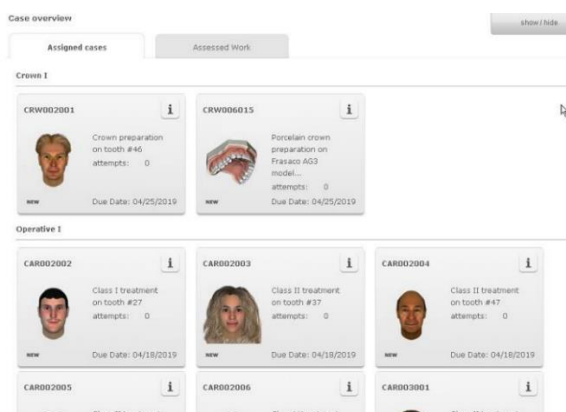 Case overview
show / hide
Assigned cases
Assessed Work
Crown I
CRW002001
i
Crown preparation
on tooth #46
attempts: 0
NEW
Due Date: 04/25/2019
CRW006015
i
Porcelain crown
preparation on
Frasaco AG3
model...
attempts: 0
NEW
Due Date: 04/25/2019
Operative I
CAR002002
i
Class I treatment
on tooth #27
attempts: 0
NEW
Due Date: 04/18/2019
CAR002003
i
Class II treatment
on tooth #37
attempts: 0
NEW
Due Date: 04/18/2019
CAR002004
i
Class II treatment
on tooth #47
attempts: 0
NEW
Due Date: 04/18/2019
CAR002005
i
CAR002006
i
CAR003001
i